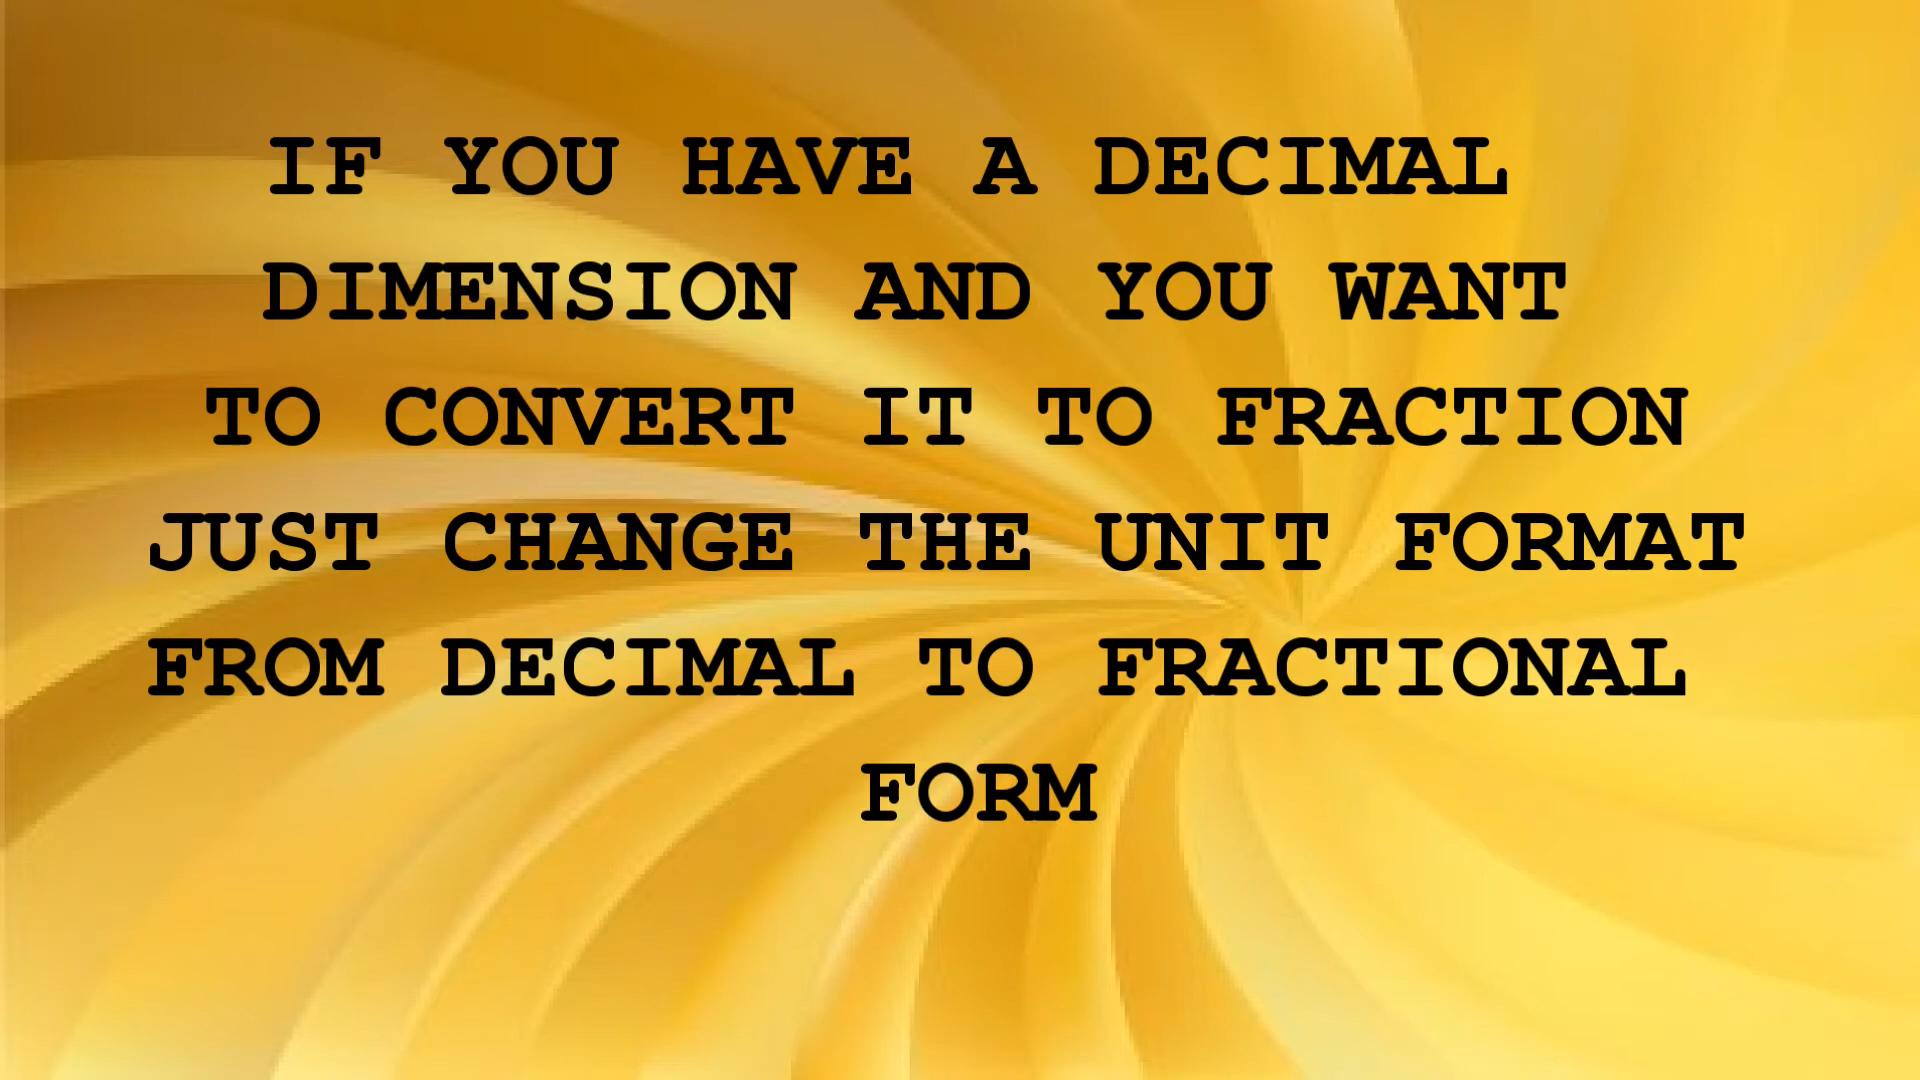 IF YOU HAVE A DECIMAL
DIMENSION AND YOU WANT
TO CONVERT IT TO FRACTION
JUST CHANGE THE UNIT FORMAT
FROM DECIMAL TO FRACTIONAL
FORM